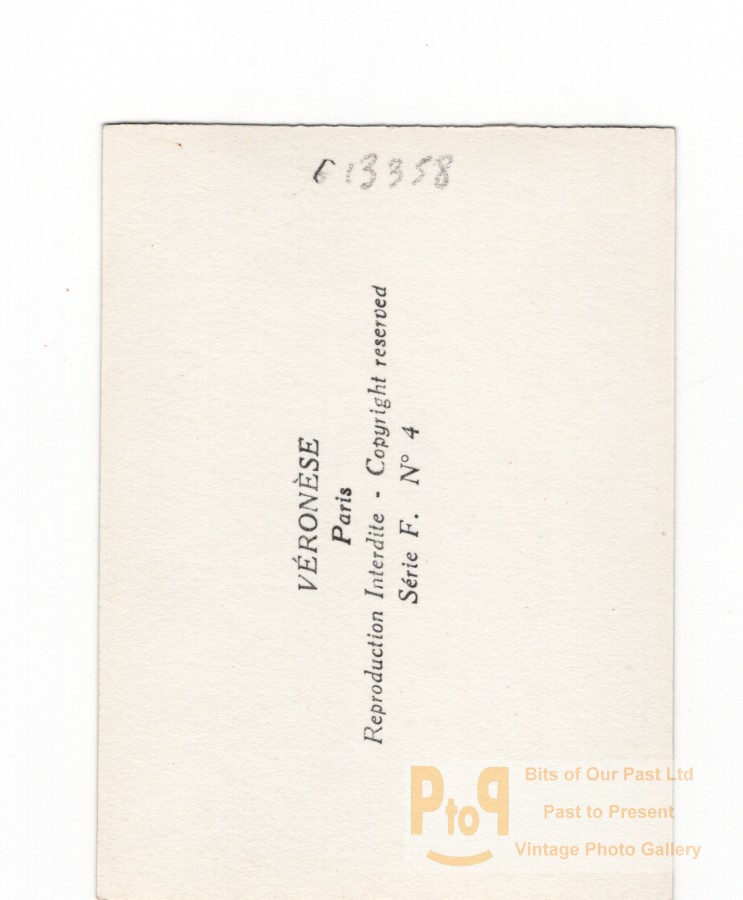 613358
VÉRONÈSE
Paris
Reproduction Interdite - Copyright reserved
Série F. N° 4
PtoP
Bits of Our Past Ltd
Past to Present
Vintage Photo Gallery